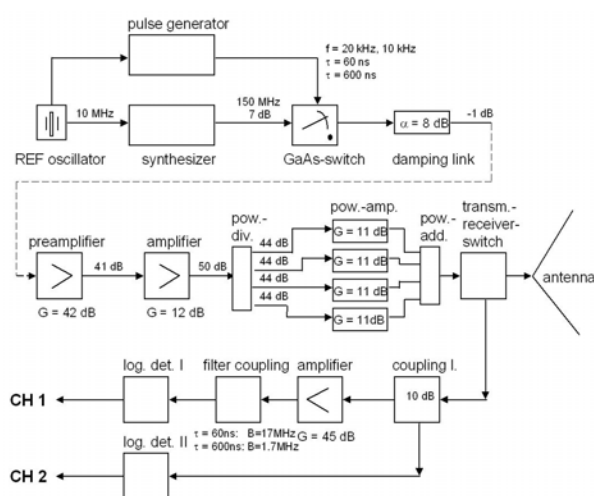 pulse generator
f = 20 kHz, 10 kHz
τ = 60 ns
τ = 600 ns
10 MHz
150 MHz
7 dB
α = 8 dB
-1 dB
REF oscillator
synthesizer
GaAs-switch
damping link
preamplifier
41 dB
G = 42 dB
amplifier
50 dB
G = 12 dB
pow.-
div.
44 dB
44 dB
44 dB
44 dB
pow.-amp.
G = 11 dB
G = 11 dB
G = 11 dB
G = 11dB
pow.-
add.
transm.-
receiver-
switch
antenna
log. det. I
filter coupling
amplifier
coupling I.
CH 1
10 dB
τ = 60ns: B=17MHz
τ = 600ns: B=1.7MHz
G = 45 dB
log. det. II
CH 2